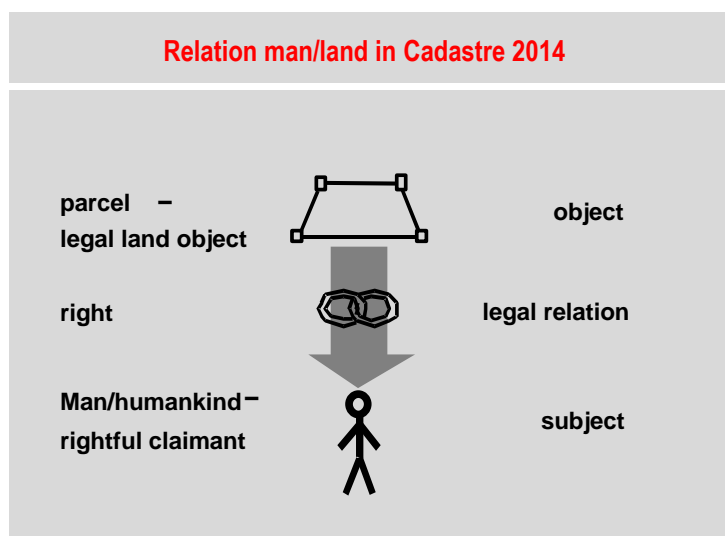 Relation man/land in Cadastre 2014
parcel –
legal land object
object
right
legal relation
Man/humankind–
rightful claimant
subject